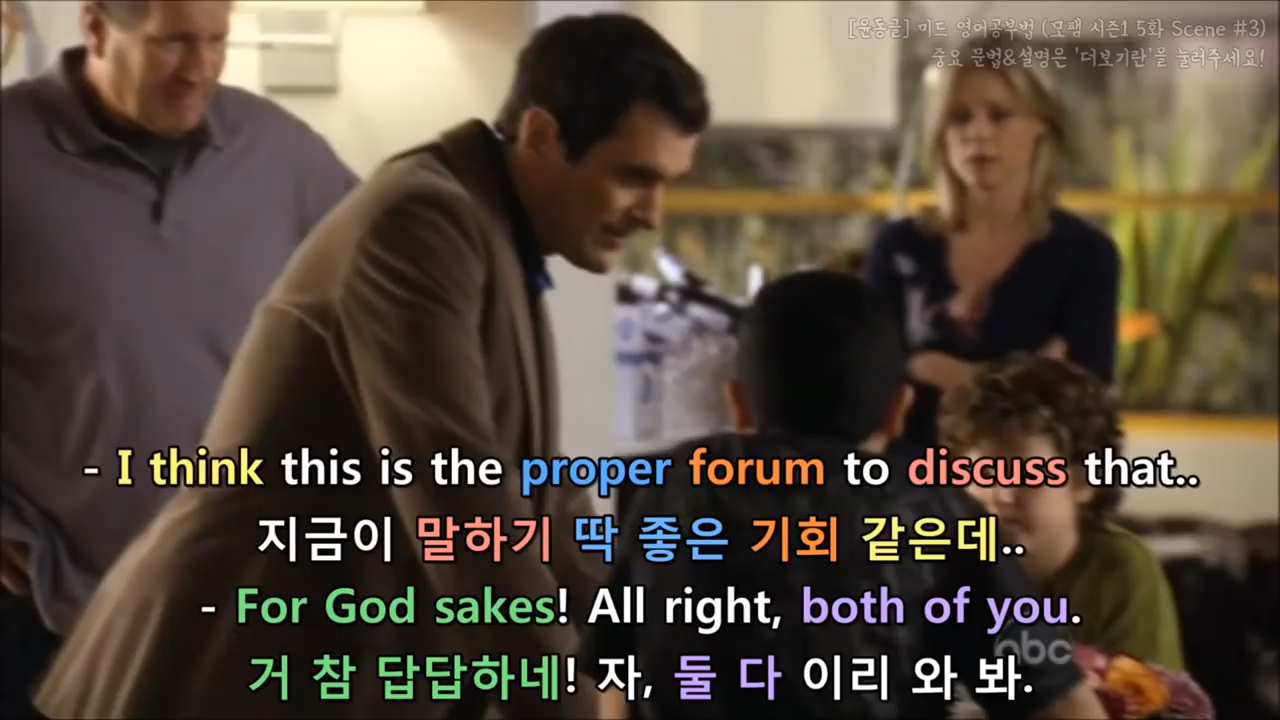 [윤동글] 미드 영어공부법 (모팸 시즌1 5화 Scene #3)
중요 문법&설명은 '더보기란'을 눌러주세요!
- I think this is the proper forum to discuss that..
지금이 말하기 딱 좋은 기회 같은데..
- For God sakes! All right, both of you.
거 참 답답하네! 자, 둘 다 이리 와 봐.
abc